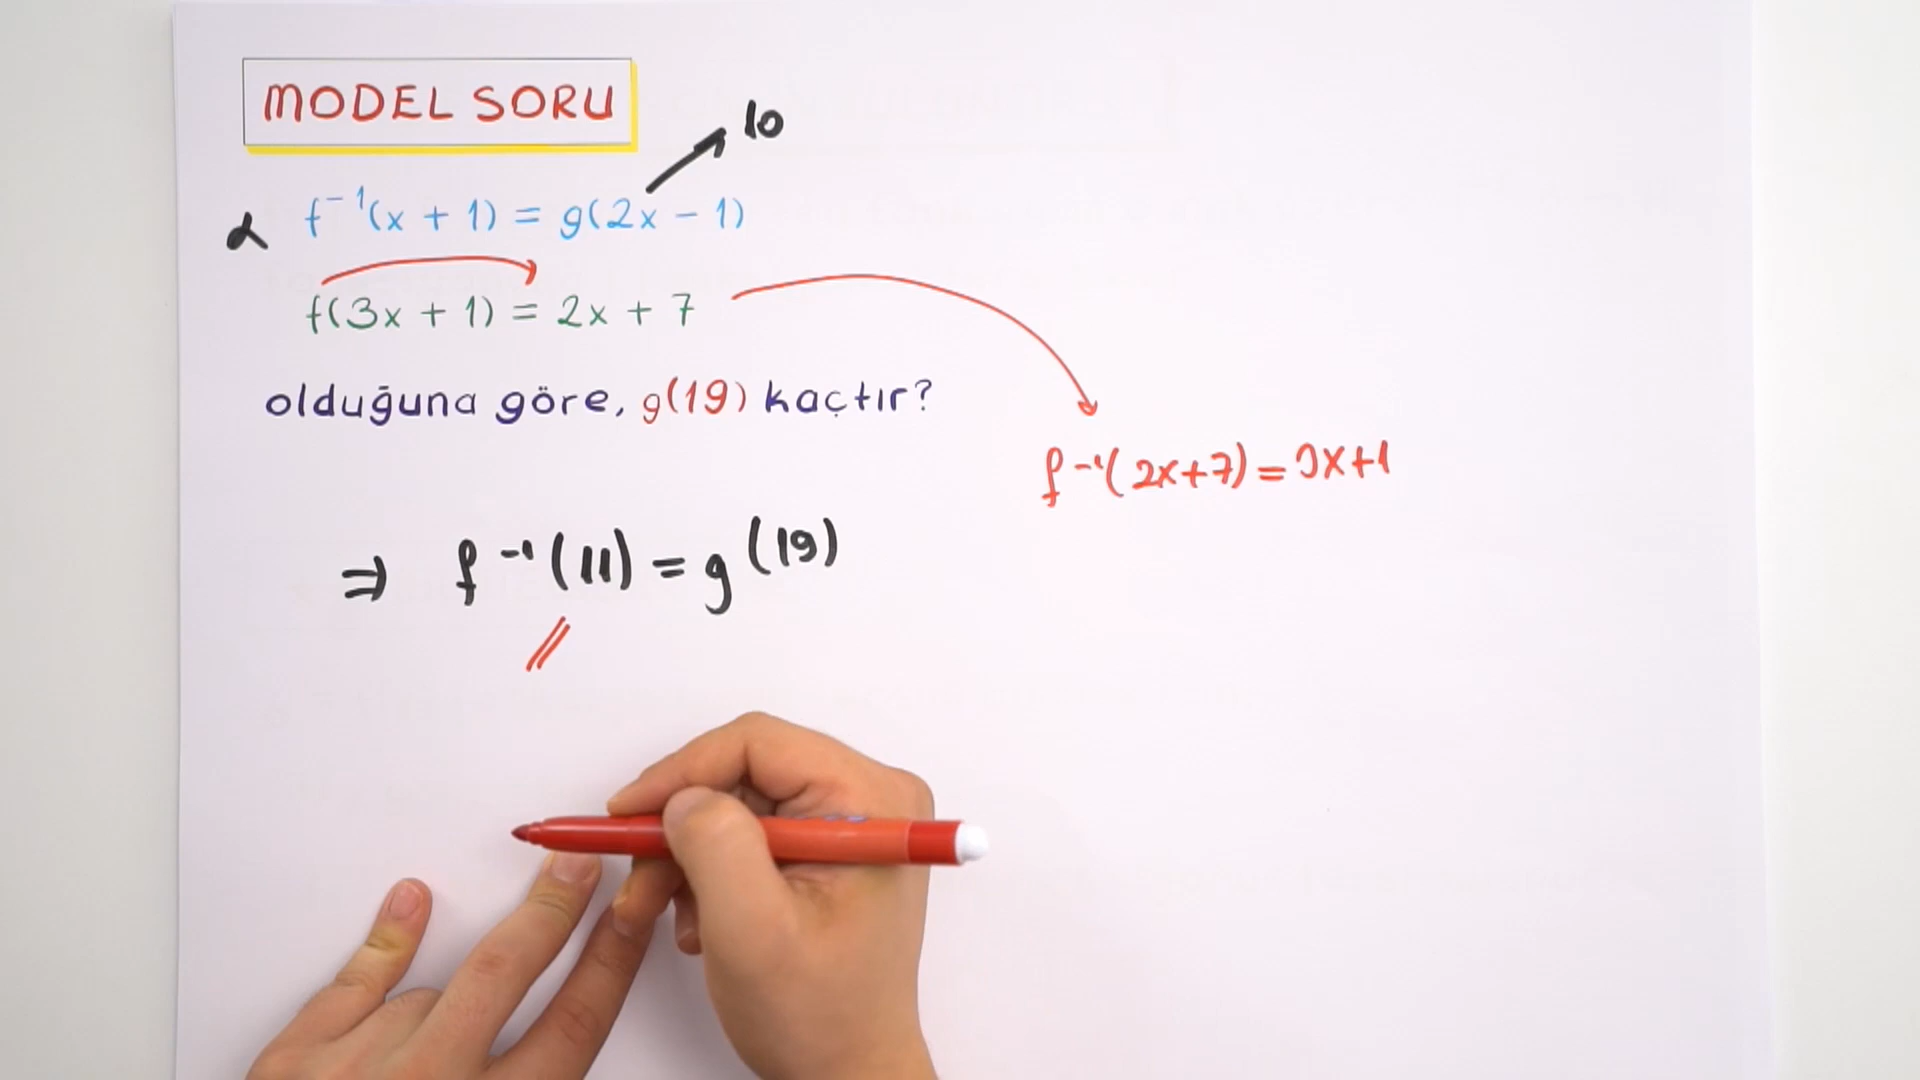 MODEL SORU
10
α f⁻¹(x + 1) = g(2x - 1)
f(3x + 1) = 2x + 7
olduğuna göre, g(19) kaçtır?
f⁻¹(2x+7) = 3x+1
⇒ f⁻¹(11) = g(19)